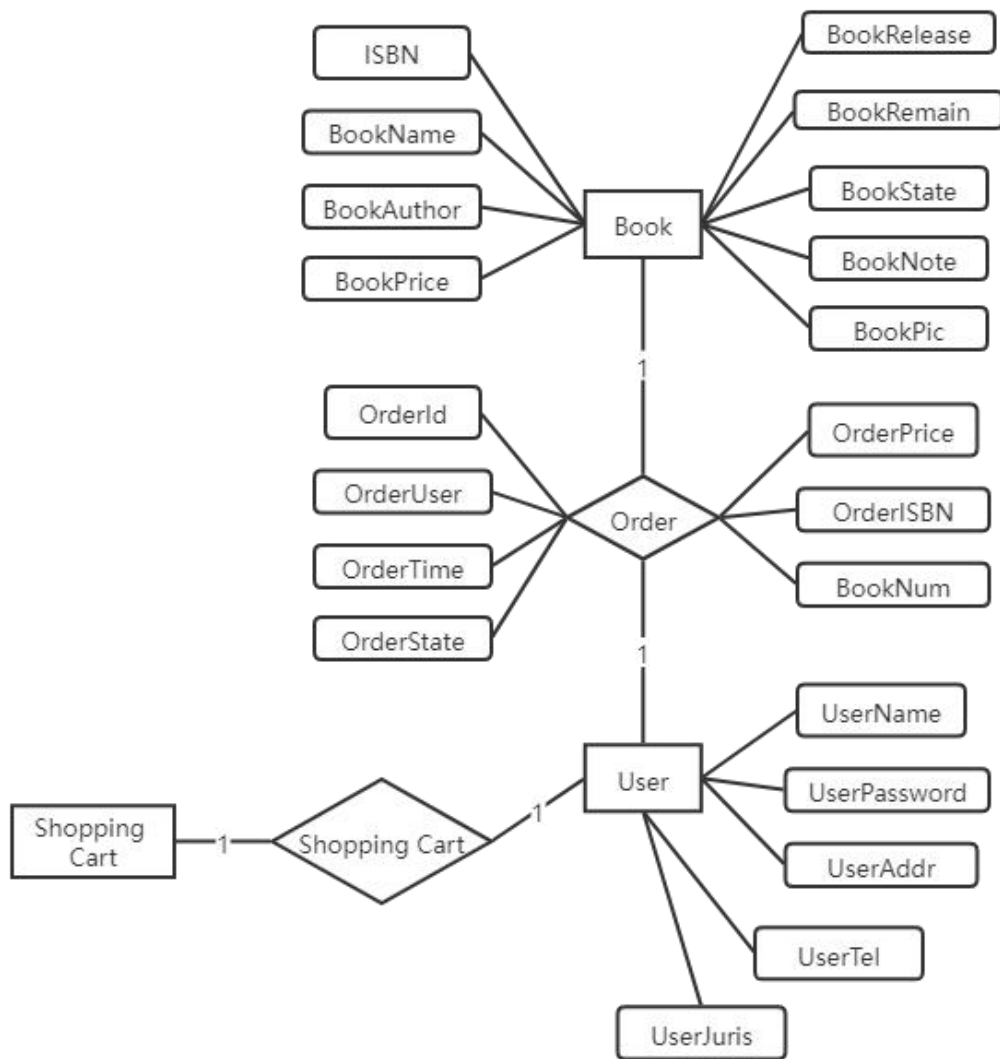 ISBN
BookName
BookAuthor
BookPrice
BookRelease
BookRemain
BookState
BookNote
BookPic
Book
1
OrderId
OrderUser
OrderTime
OrderState
Order
OrderPrice
OrderISBN
BookNum
1
User
UserName
UserPassword
UserAddr
UserTel
UserJuris
Shopping
Cart
1
Shopping Cart
1